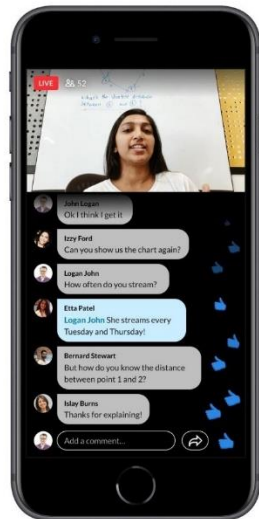 LIVE 52
John Logan
Ok I think I get it
Izzy Ford
Can you show us the chart again?
Logan John
How often do you stream?
Etta Patel
Logan John She streams every
Tuesday and Thursday!
Bernard Stewart
But how do you know the distance
between point 1 and 2?
Islay Burns
Thanks for explaining!
Add a comment...